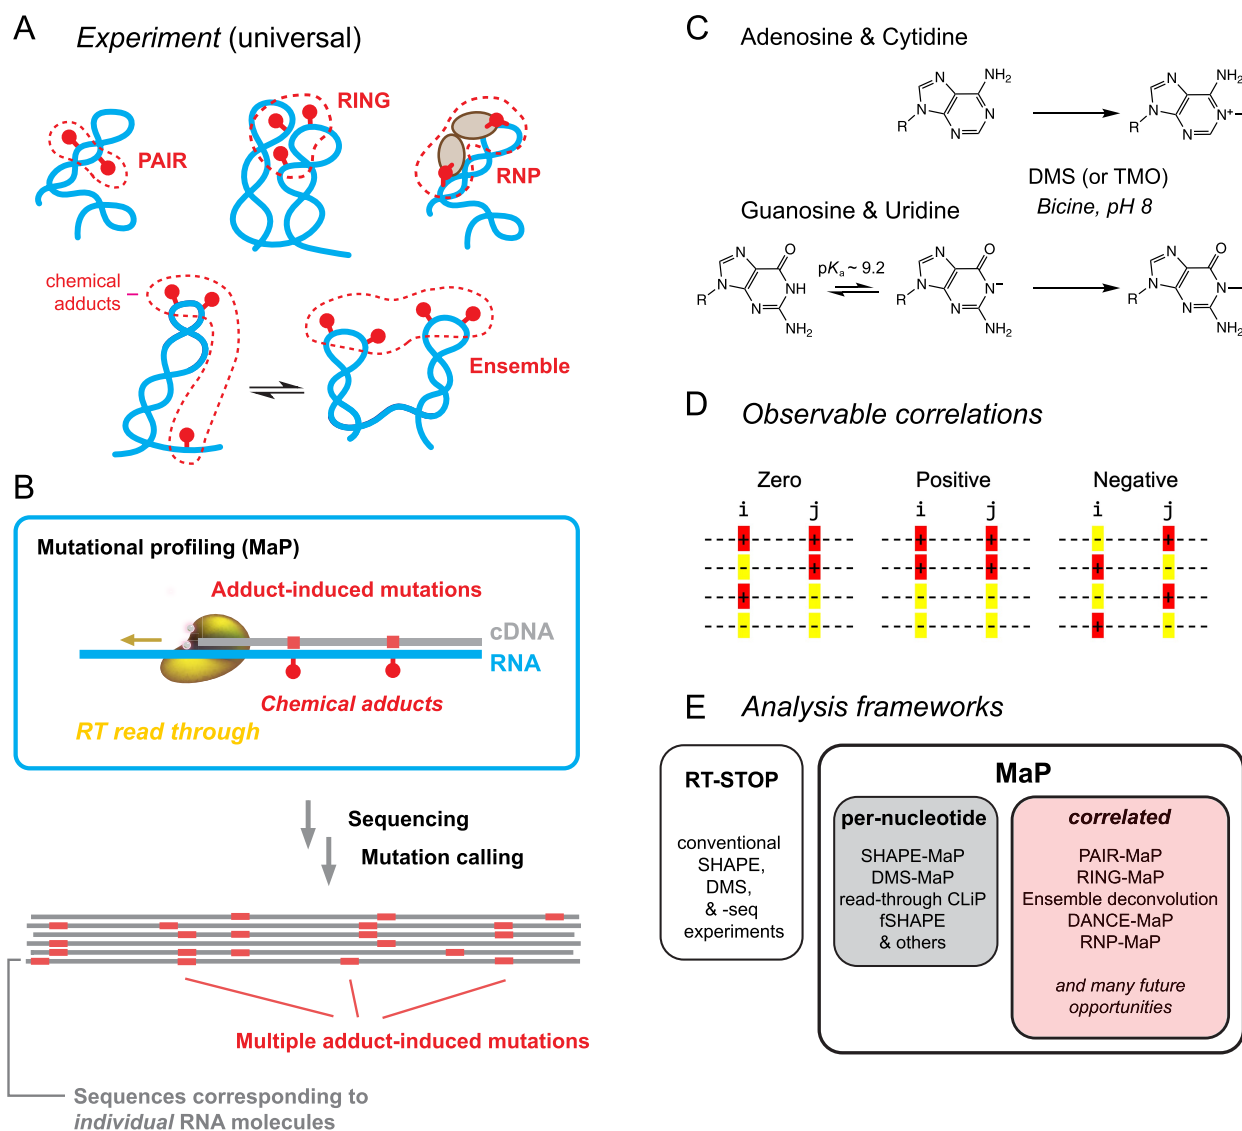 A
Experiment (universal)
PAIR
RING
RNP
chemical
adducts
Ensemble
B
Mutational profiling (MaP)
Adduct-induced mutations
cDNA
RNA
Chemical adducts
RT read through
Sequencing
Mutation calling
Multiple adduct-induced mutations
Sequences corresponding to
individual RNA molecules
C
Adenosine & Cytidine
N NH2
N
N N
R
N NH2
N+
N N
R
DMS (or TMO)
Bicine, pH 8
Guanosine & Uridine
N O
NH
N N NH2
R
pKa ~ 9.2
N O
N−
N N NH2
R
N O
N
N N NH2
R
D
Observable correlations
Zero Positive Negative
i j i j i j
+ + + + - +
- + + + + -
+ - - - - +
- - - - + -
E
Analysis frameworks
RT-STOP
conventional
SHAPE,
DMS,
& -seq
experiments
MaP
per-nucleotide
SHAPE-MaP
DMS-MaP
read-through CLiP
fSHAPE
& others
correlated
PAIR-MaP
RING-MaP
Ensemble deconvolution
DANCE-MaP
RNP-MaP
and many future
opportunities